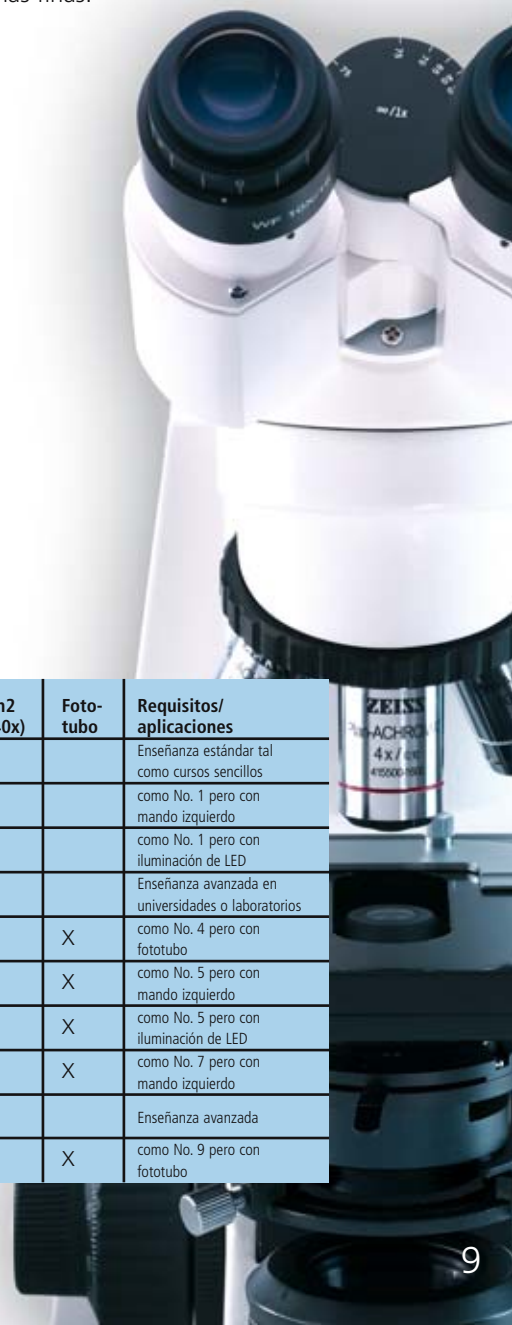 más finas.
∞/1x
ZEISS
4x/
Foto-
tubo
Requisitos/
aplicaciones
Enseñanza estándar tal
como cursos sencillos
como No. 1 pero con
mando izquierdo
como No. 1 pero con
iluminación de LED
Enseñanza avanzada en
universidades o laboratorios
X
como No. 4 pero con
fototubo
X
como No. 5 pero con
mando izquierdo
X
como No. 5 pero con
iluminación de LED
X
como No. 7 pero con
mando izquierdo
Enseñanza avanzada
X
como No. 9 pero con
fototubo
9